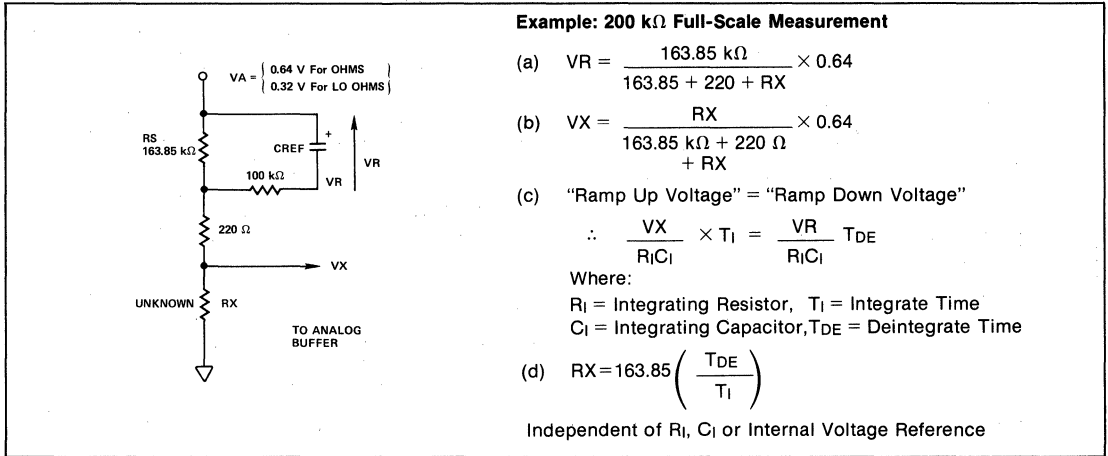 VA = { 0.64 V For OHMS
0.32 V For LO OHMS }
RS
163.85 kΩ
CREF
+
VR
100 kΩ
VR
220 Ω
VX
UNKNOWN
RX
TO ANALOG
BUFFER
Example: 200 kΩ Full-Scale Measurement
(a) VR = 163.85 kΩ / 163.85 + 220 + RX × 0.64
(b) VX = RX / 163.85 kΩ + 220 Ω + RX × 0.64
(c) "Ramp Up Voltage" = "Ramp Down Voltage"
∴ VX / RICI × TI = VR / RICI TDE
Where:
RI = Integrating Resistor, TI = Integrate Time
CI = Integrating Capacitor,TDE = Deintegrate Time
(d) RX=163.85 ( TDE / TI )
Independent of RI, CI or Internal Voltage Reference